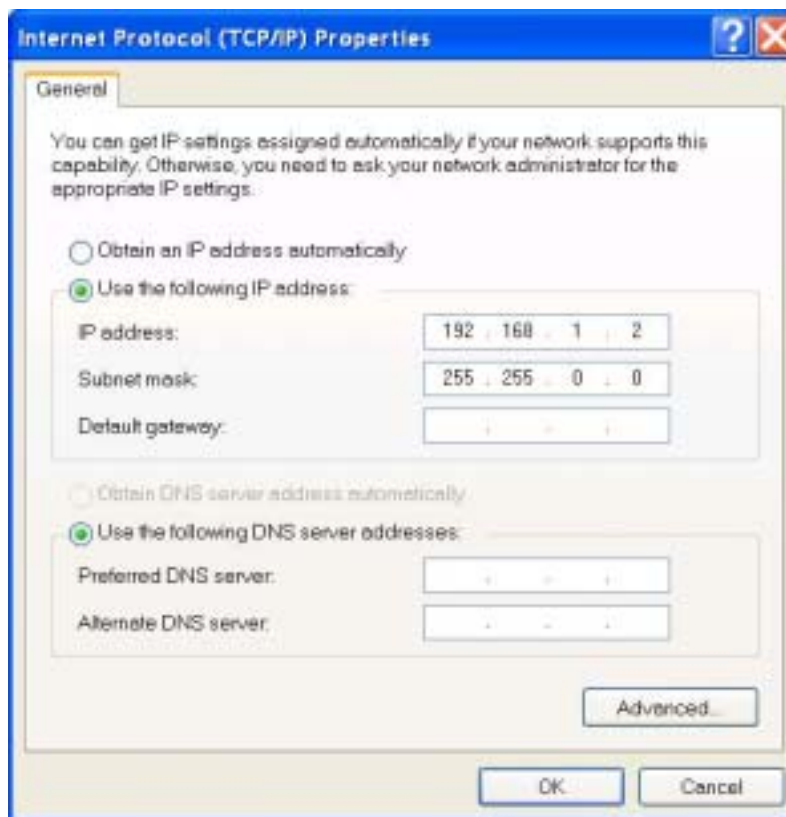 Internet Protocol (TCP/IP) Properties
General
You can get IP settings assigned automatically if your network supports this
capability. Otherwise, you need to ask your network administrator for the
appropriate IP settings.
Obtain an IP address automatically
Use the following IP address:
IP address: 192 . 168 . 1 . 2
Subnet mask: 255 . 255 . 0 . 0
Default gateway: . . .
Obtain DNS server address automatically
Use the following DNS server addresses:
Preferred DNS server: . . .
Alternate DNS server: . . .
Advanced...
OK Cancel